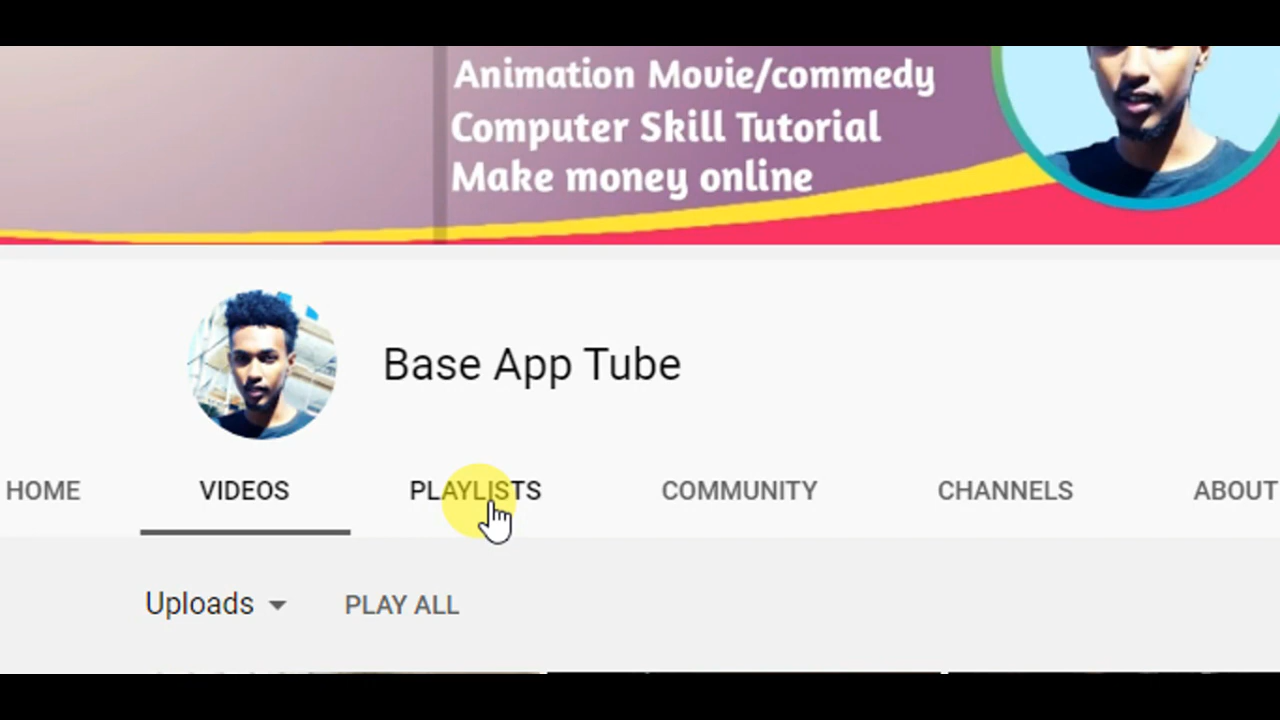 Animation Movie/commedy
Computer Skill Tutorial
Make money online
Base App Tube
HOME VIDEOS PLAYLISTS COMMUNITY CHANNELS ABOUT
Uploads PLAY ALL